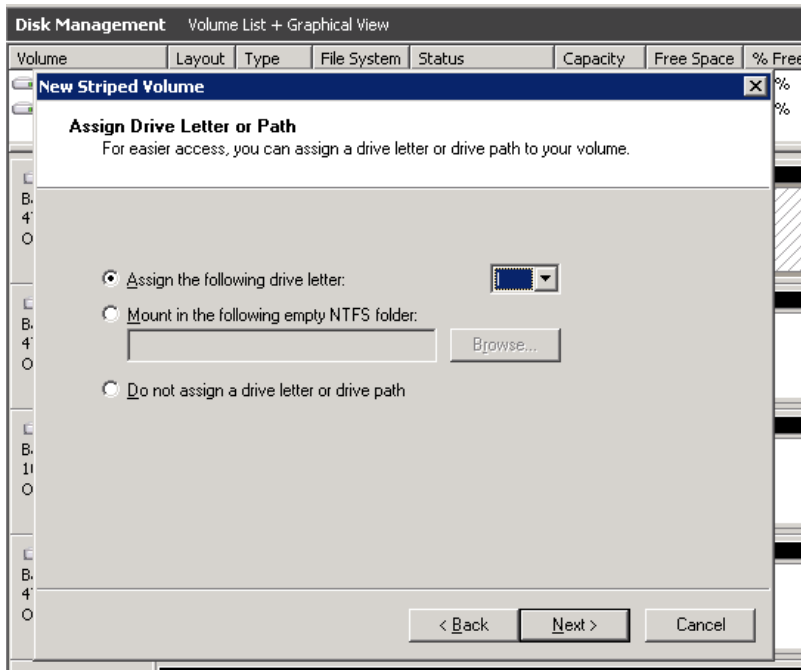 Disk Management Volume List + Graphical View
Volume Layout Type File System Status Capacity Free Space % Free
New Striped Volume
%
%
Assign Drive Letter or Path
For easier access, you can assign a drive letter or drive path to your volume.
Assign the following drive letter:
Mount in the following empty NTFS folder:
Browse...
Do not assign a drive letter or drive path
< Back Next > Cancel